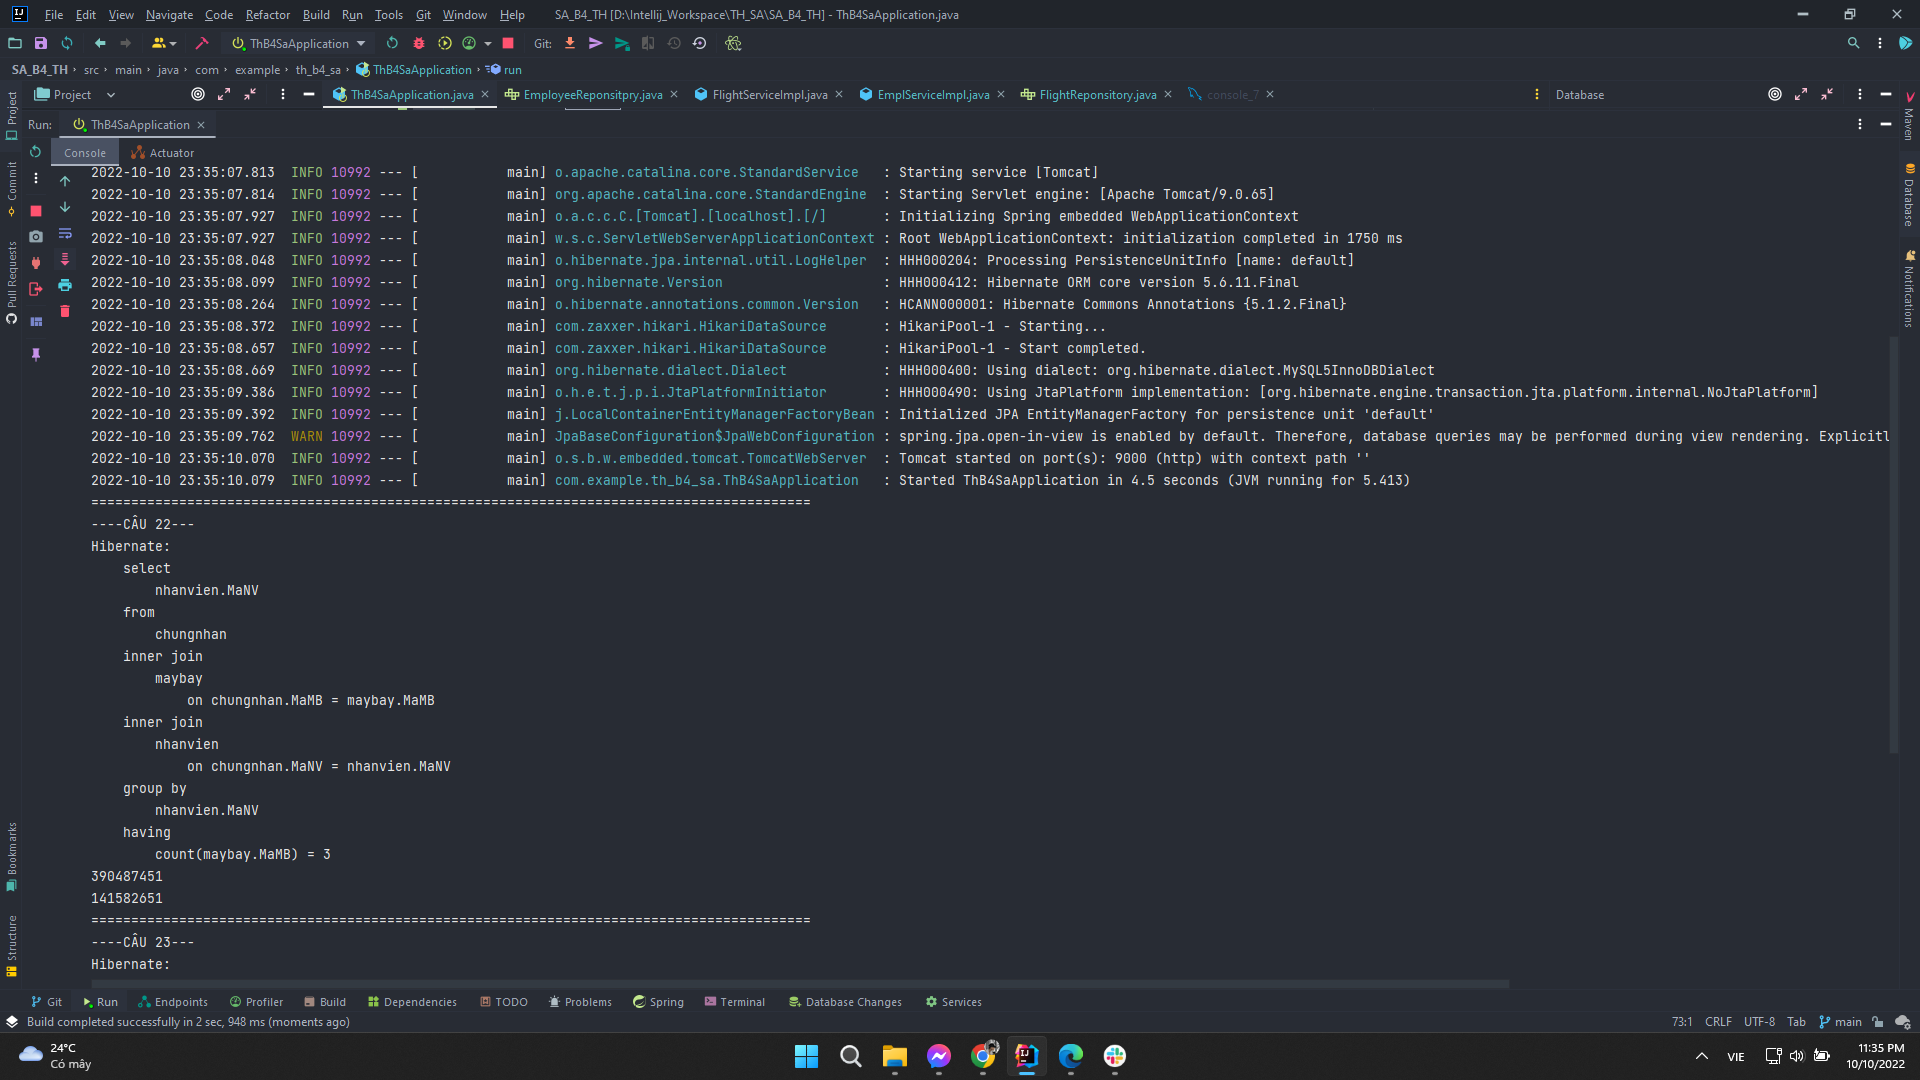 File Edit View Navigate Code Refactor Build Run Tools Git Window Help SA_B4_TH [D:\Intellij_Workspace\TH_SA\SA_B4_TH] - ThB4SaApplication.java
ThB4SaApplication Git:
SA_B4_TH › src › main › java › com › example › th_b4_sa › ThB4SaApplication › run
Project ThB4SaApplication.java EmployeeReponsitpry.java FlightServiceImpl.java EmplServiceImpl.java FlightReponsitory.java console_7 Database
Run: ThB4SaApplication
Console Actuator
2022-10-10 23:35:07.813  INFO 10992 --- [           main] o.apache.catalina.core.StandardService   : Starting service [Tomcat]
2022-10-10 23:35:07.814  INFO 10992 --- [           main] org.apache.catalina.core.StandardEngine  : Starting Servlet engine: [Apache Tomcat/9.0.65]
2022-10-10 23:35:07.927  INFO 10992 --- [           main] o.a.c.c.C.[Tomcat].[localhost].[/]       : Initializing Spring embedded WebApplicationContext
2022-10-10 23:35:07.927  INFO 10992 --- [           main] w.s.c.ServletWebServerApplicationContext : Root WebApplicationContext: initialization completed in 1750 ms
2022-10-10 23:35:08.048  INFO 10992 --- [           main] o.hibernate.jpa.internal.util.LogHelper  : HHH000204: Processing PersistenceUnitInfo [name: default]
2022-10-10 23:35:08.099  INFO 10992 --- [           main] org.hibernate.Version                    : HHH000412: Hibernate ORM core version 5.6.11.Final
2022-10-10 23:35:08.264  INFO 10992 --- [           main] o.hibernate.annotations.common.Version   : HCANN000001: Hibernate Commons Annotations {5.1.2.Final}
2022-10-10 23:35:08.372  INFO 10992 --- [           main] com.zaxxer.hikari.HikariDataSource       : HikariPool-1 - Starting...
2022-10-10 23:35:08.657  INFO 10992 --- [           main] com.zaxxer.hikari.HikariDataSource       : HikariPool-1 - Start completed.
2022-10-10 23:35:08.669  INFO 10992 --- [           main] org.hibernate.dialect.Dialect            : HHH000400: Using dialect: org.hibernate.dialect.MySQL5InnoDBDialect
2022-10-10 23:35:09.386  INFO 10992 --- [           main] o.h.e.t.j.p.i.JtaPlatformInitiator       : HHH000490: Using JtaPlatform implementation: [org.hibernate.engine.transaction.jta.platform.internal.NoJtaPlatform]
2022-10-10 23:35:09.392  INFO 10992 --- [           main] j.LocalContainerEntityManagerFactoryBean : Initialized JPA EntityManagerFactory for persistence unit 'default'
2022-10-10 23:35:09.762  WARN 10992 --- [           main] JpaBaseConfiguration$JpaWebConfiguration : spring.jpa.open-in-view is enabled by default. Therefore, database queries may be performed during view rendering. Explicitl
2022-10-10 23:35:10.070  INFO 10992 --- [           main] o.s.b.w.embedded.tomcat.TomcatWebServer  : Tomcat started on port(s): 9000 (http) with context path ''
2022-10-10 23:35:10.079  INFO 10992 --- [           main] com.example.th_b4_sa.ThB4SaApplication   : Started ThB4SaApplication in 4.5 seconds (JVM running for 5.413)
==========================================================================================
----CÂU 22---
Hibernate:
    select
        nhanvien.MaNV
    from
        chungnhan
    inner join
        maybay
            on chungnhan.MaMB = maybay.MaMB
    inner join
        nhanvien
            on chungnhan.MaNV = nhanvien.MaNV
    group by
        nhanvien.MaNV
    having
        count(maybay.MaMB) = 3
390487451
141582651
==========================================================================================
----CÂU 23---
Hibernate:
Project
Commit
Pull Requests
Bookmarks
Structure
Maven
Database
Notifications
Git Run Endpoints Profiler Build Dependencies TODO Problems Spring Terminal Database Changes Services
Build completed successfully in 2 sec, 948 ms (moments ago) 73:1 CRLF UTF-8 Tab main
24°C
Có mây
VIE
11:35 PM
10/10/2022